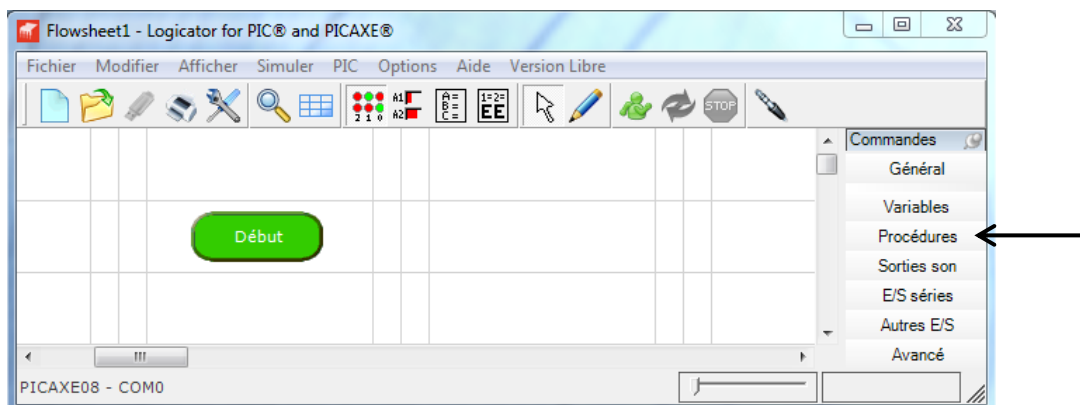 Flowsheet1 - Logicator for PIC® and PICAXE®
Fichier Modifier Afficher Simuler PIC Options Aide Version Libre
2 1 0
A1
A2
A=
B=
C=
1=2=
EE
STOP
Commandes
Général
Variables
Début
Procédures
Sorties son
E/S séries
Autres E/S
Avancé
PICAXE08 - COM0